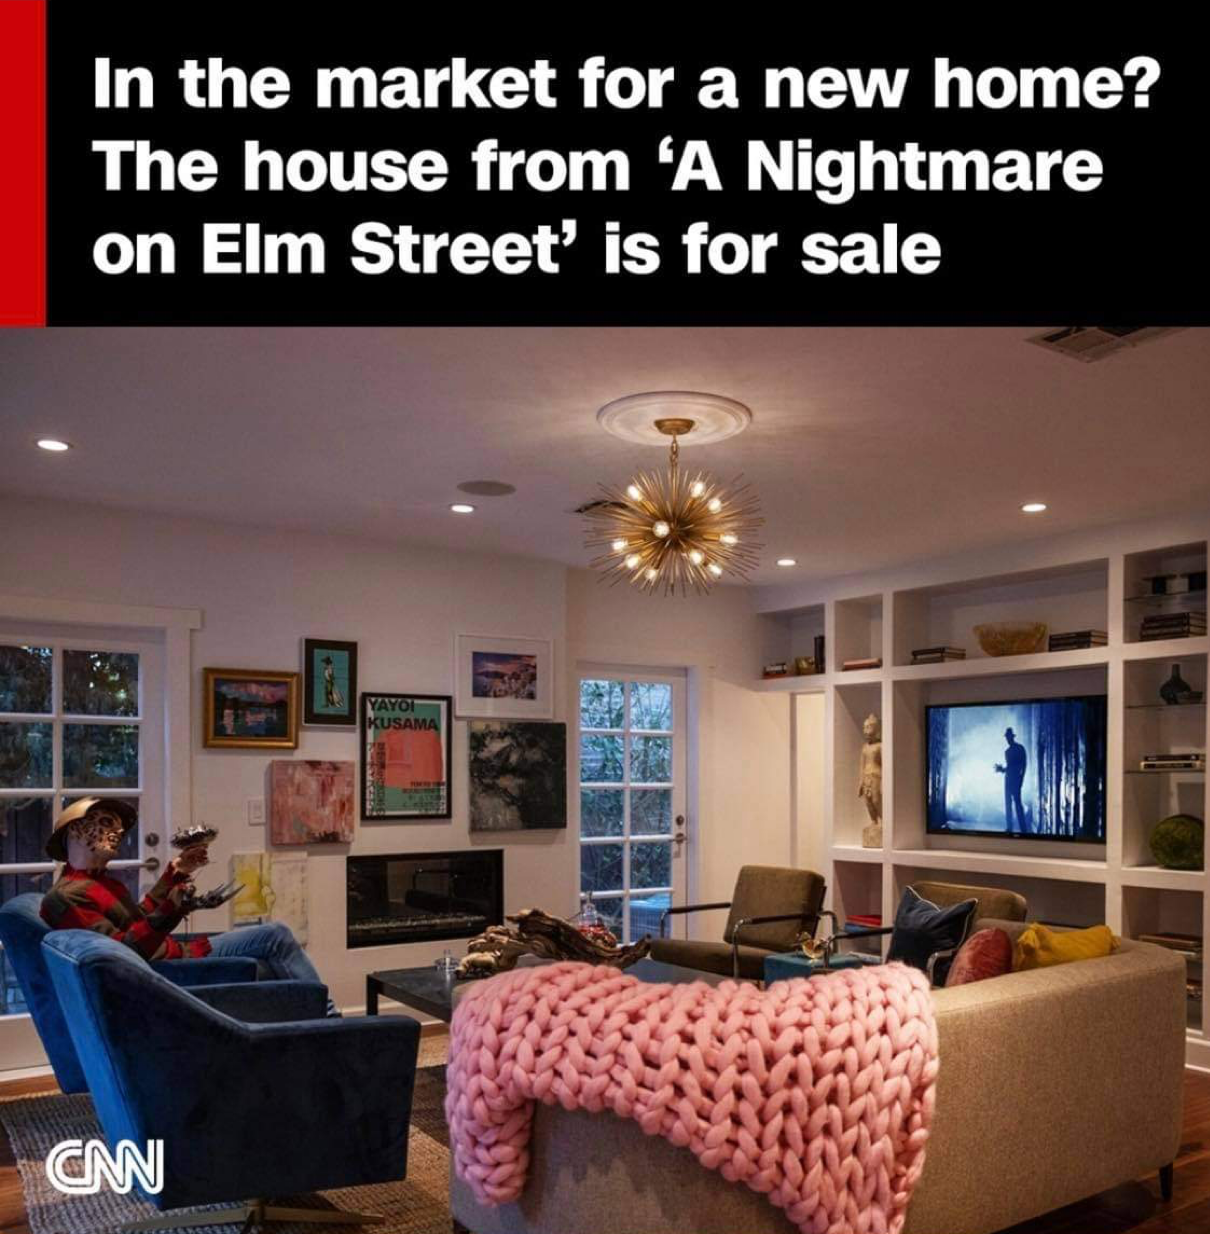 In the market for a new home?
The house from ‘A Nightmare
on Elm Street’ is for sale
YAYOI
KUSAMA
CNN